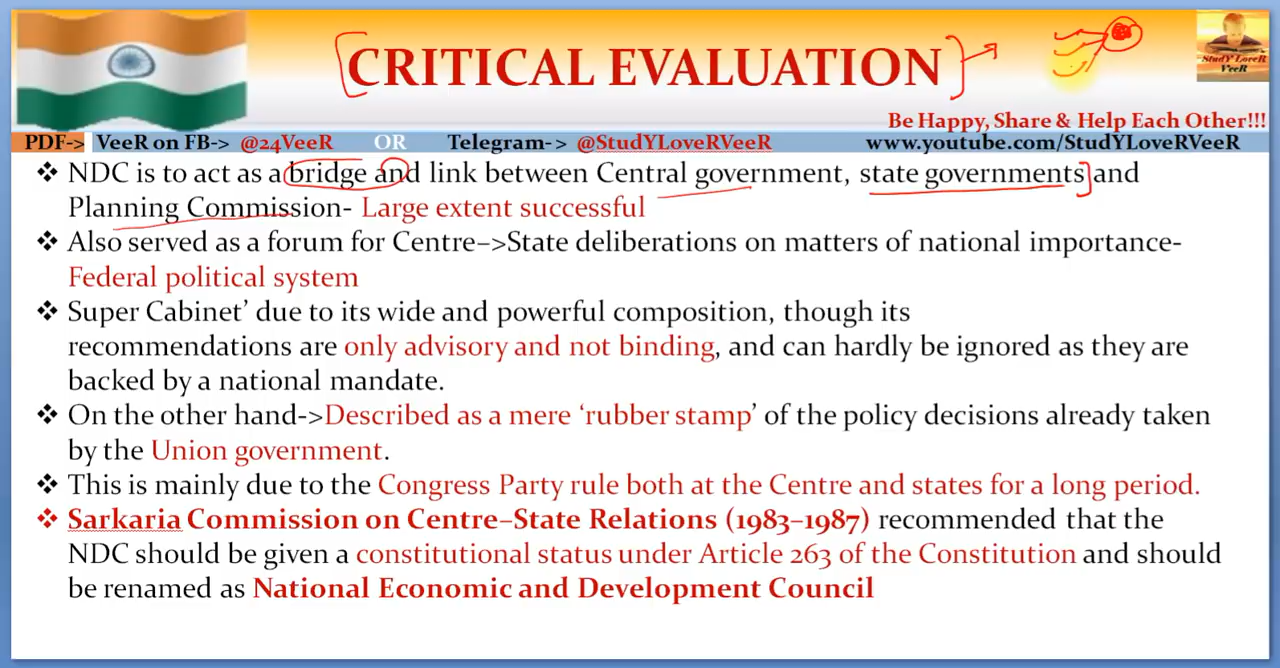 CRITICAL EVALUATION
StudY LoveR
VeeR
Be Happy, Share & Help Each Other!!!
PDF-> VeeR on FB-> @24VeeR OR Telegram-> @StudYLoveRVeeR www.youtube.com/StudYLoveRVeeR
❖ NDC is to act as a bridge and link between Central government, state governments and
Planning Commission- Large extent successful
❖ Also served as a forum for Centre–>State deliberations on matters of national importance-
Federal political system
❖ Super Cabinet’ due to its wide and powerful composition, though its
recommendations are only advisory and not binding, and can hardly be ignored as they are
backed by a national mandate.
❖ On the other hand->Described as a mere ‘rubber stamp’ of the policy decisions already taken
by the Union government.
❖ This is mainly due to the Congress Party rule both at the Centre and states for a long period.
❖ Sarkaria Commission on Centre–State Relations (1983–1987) recommended that the
NDC should be given a constitutional status under Article 263 of the Constitution and should
be renamed as National Economic and Development Council